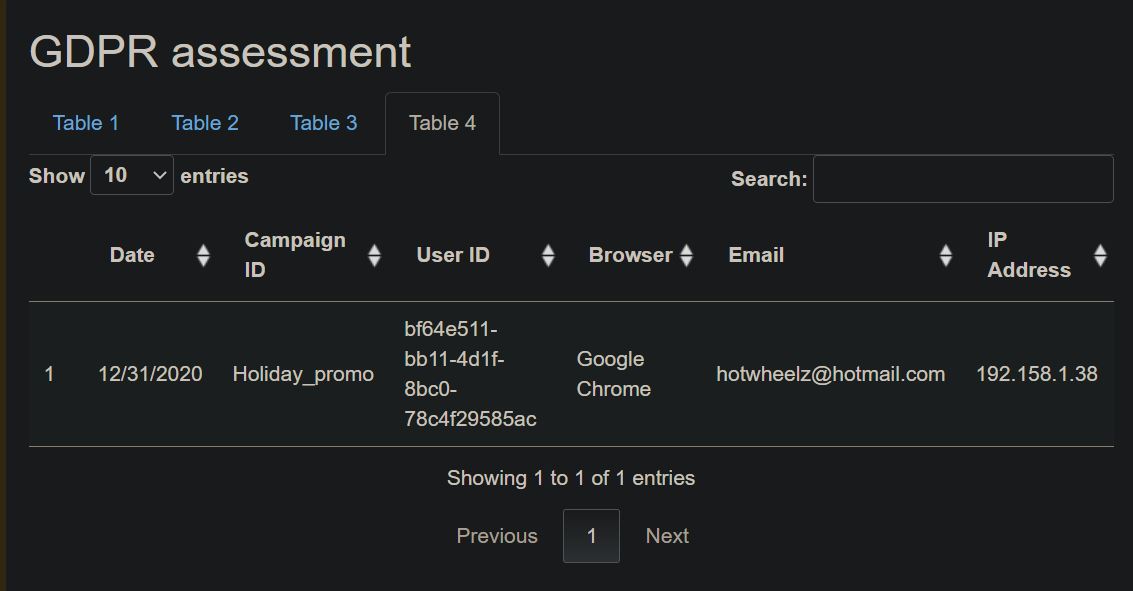 GDPR assessment
Table 1 Table 2 Table 3 Table 4
Show 10 entries Search:
Date Campaign ID User ID Browser Email IP Address
1 12/31/2020 Holiday_promo bf64e511-bb11-4d1f-8bc0-78c4f29585ac Google Chrome hotwheelz@hotmail.com 192.158.1.38
Showing 1 to 1 of 1 entries
Previous 1 Next